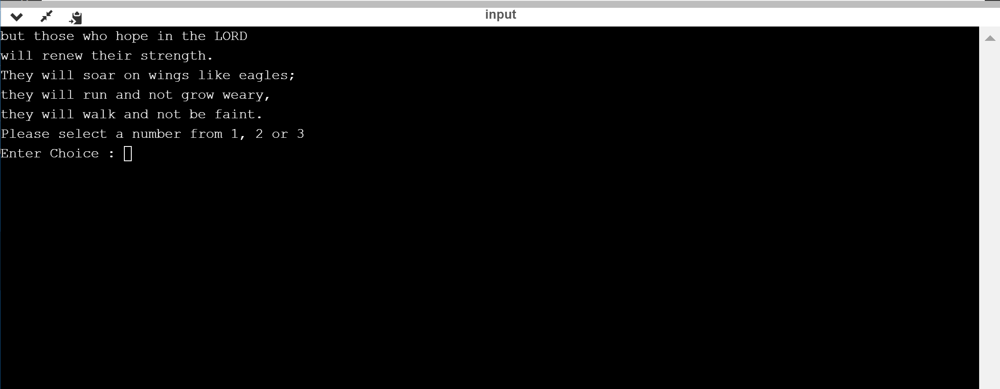 input
but those who hope in the LORD
will renew their strength.
They will soar on wings like eagles;
they will run and not grow weary,
they will walk and not be faint.
Please select a number from 1, 2 or 3
Enter Choice :